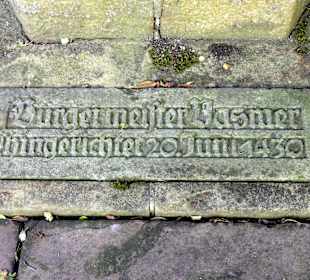 Burgermeister Vasmer
hingerichtet 20. Juni 1430